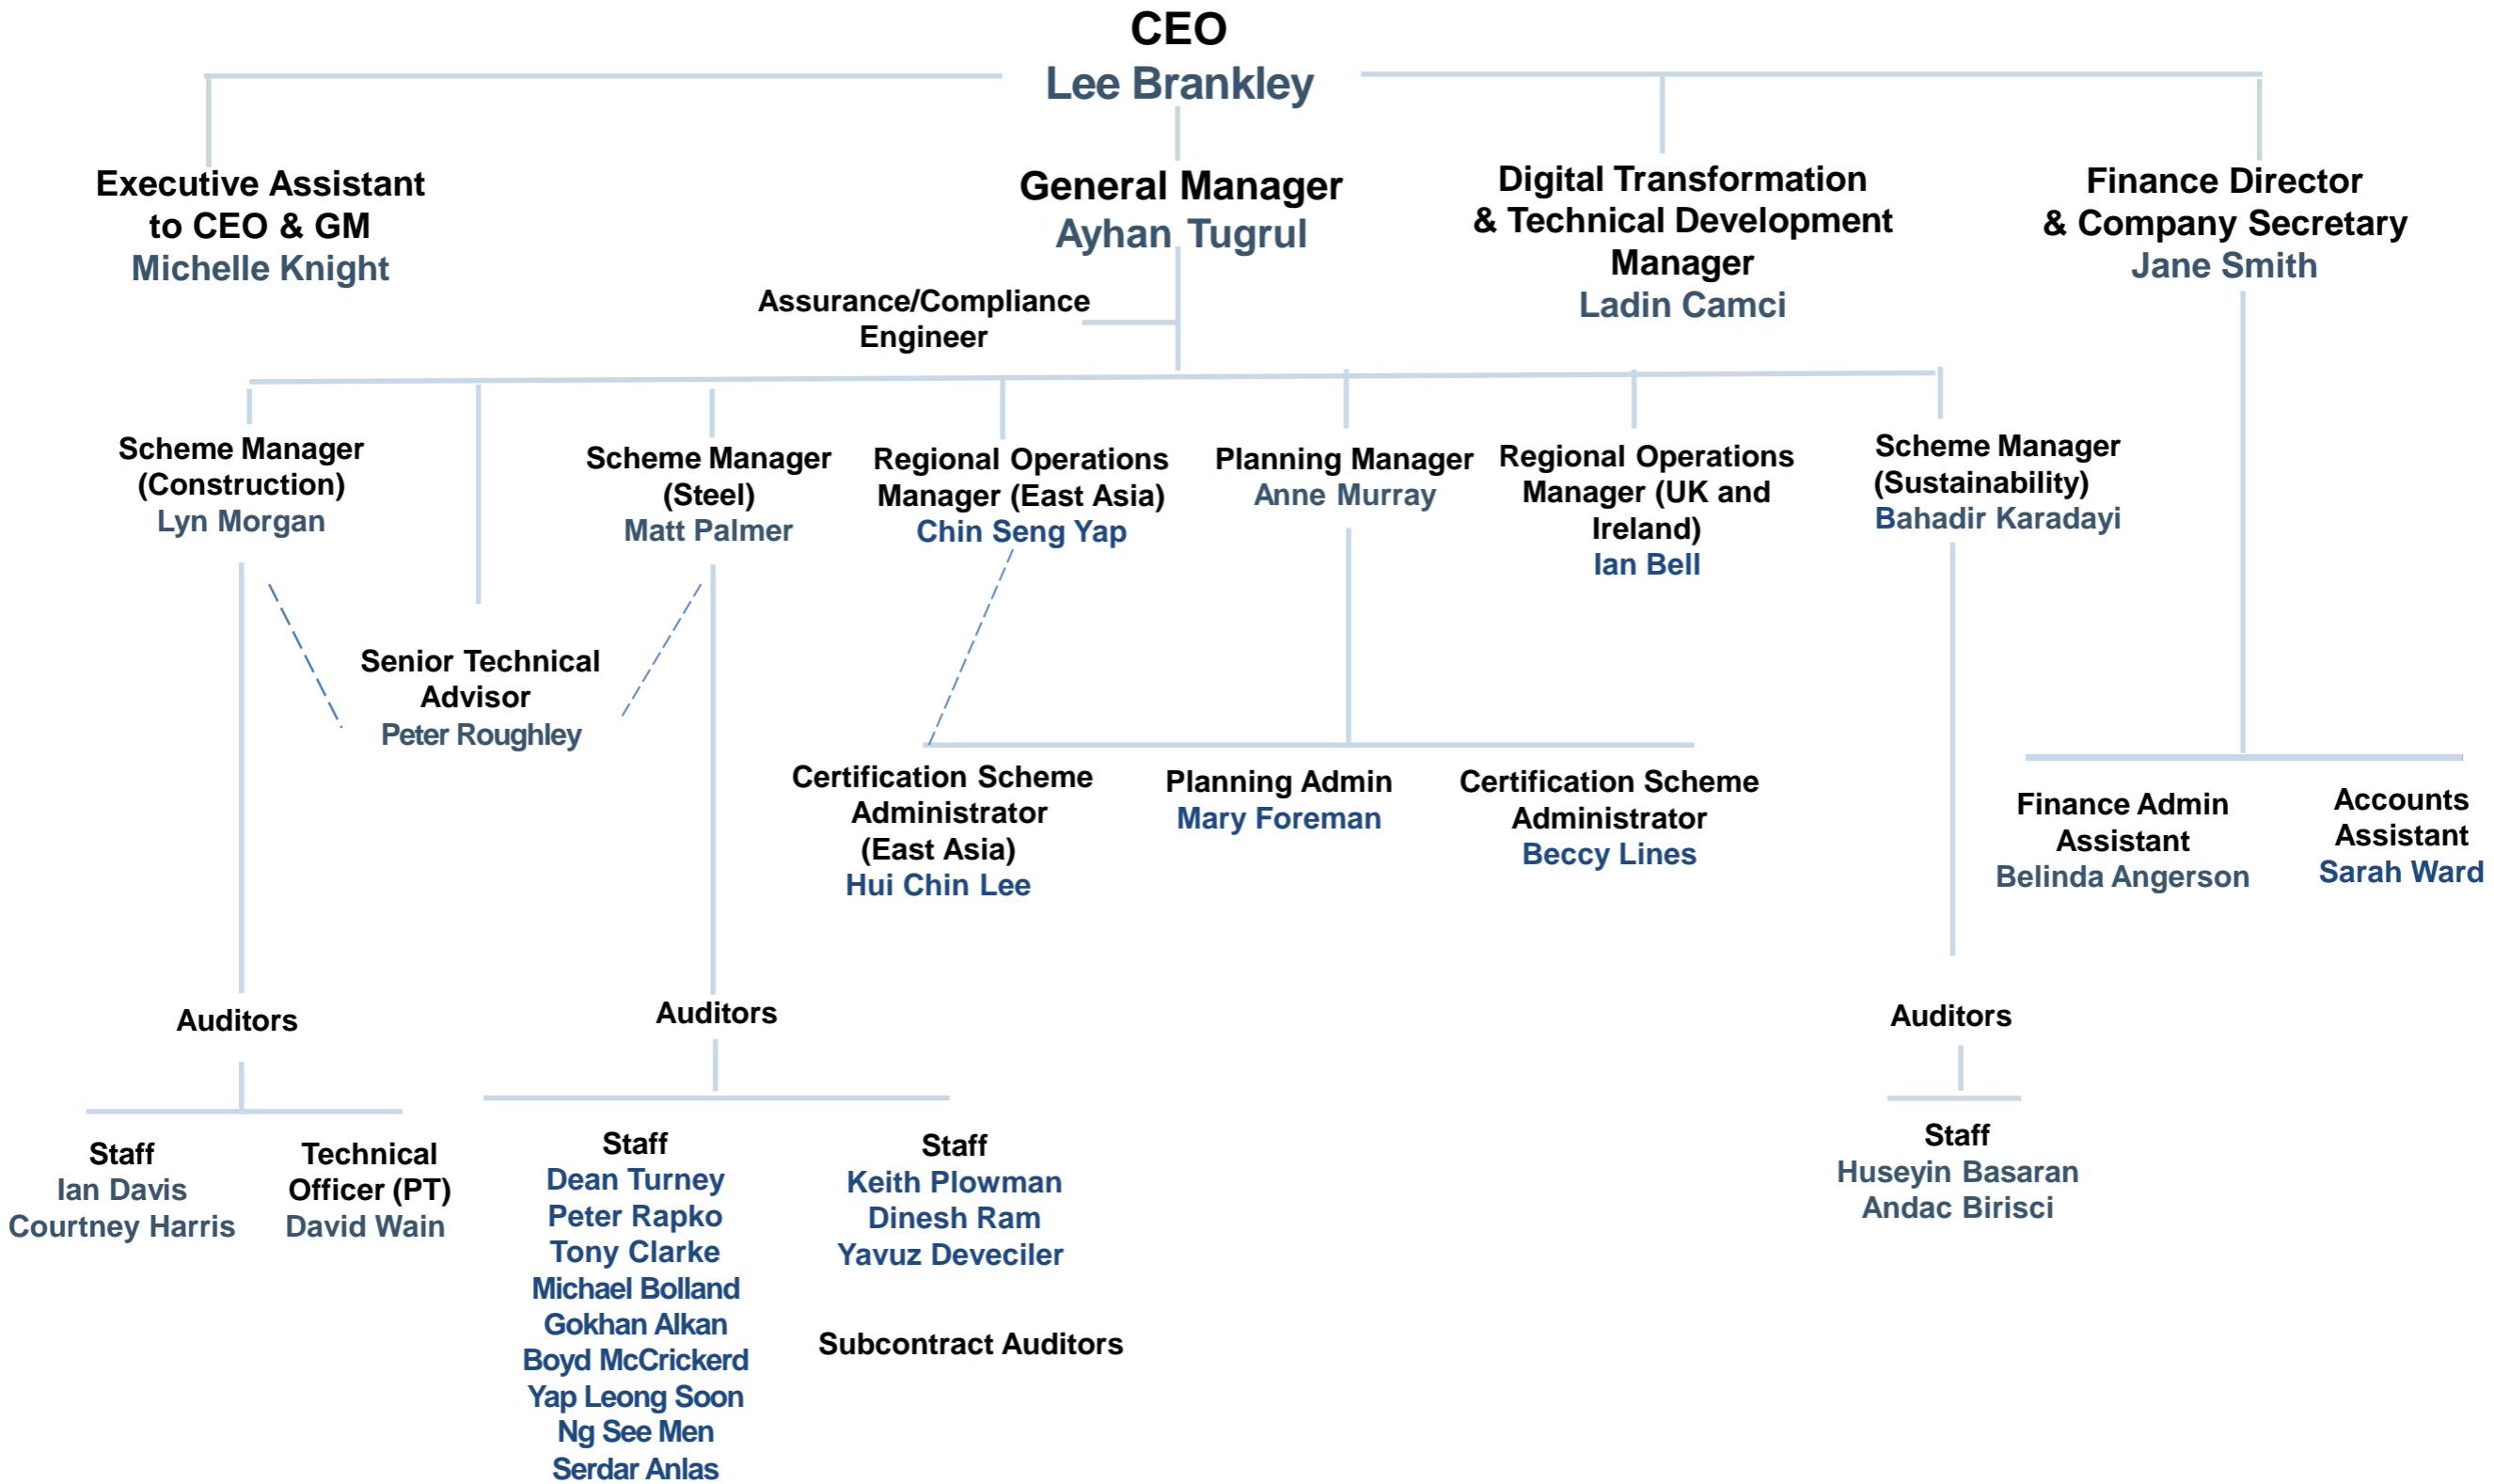 CEO
Lee Brankley
Executive Assistant
to CEO & GM
Michelle Knight
General Manager
Ayhan Tugrul
Digital Transformation
& Technical Development
Manager
Ladin Camci
Finance Director
& Company Secretary
Jane Smith
Assurance/Compliance
Engineer
Scheme Manager
(Construction)
Lyn Morgan
Scheme Manager
(Steel)
Matt Palmer
Regional Operations
Manager (East Asia)
Chin Seng Yap
Planning Manager
Anne Murray
Regional Operations
Manager (UK and
Ireland)
Ian Bell
Scheme Manager
(Sustainability)
Bahadir Karadayi
Senior Technical
Advisor
Peter Roughley
Certification Scheme
Administrator
(East Asia)
Hui Chin Lee
Planning Admin
Mary Foreman
Certification Scheme
Administrator
Beccy Lines
Finance Admin
Assistant
Belinda Angerson
Accounts
Assistant
Sarah Ward
Auditors
Auditors
Auditors
Staff
Ian Davis
Courtney Harris
Technical
Officer (PT)
David Wain
Staff
Dean Turney
Peter Rapko
Tony Clarke
Michael Bolland
Gokhan Alkan
Boyd McCrickerd
Yap Leong Soon
Ng See Men
Serdar Anlas
Staff
Keith Plowman
Dinesh Ram
Yavuz Deveciler
Subcontract Auditors
Staff
Huseyin Basaran
Andac Birisci